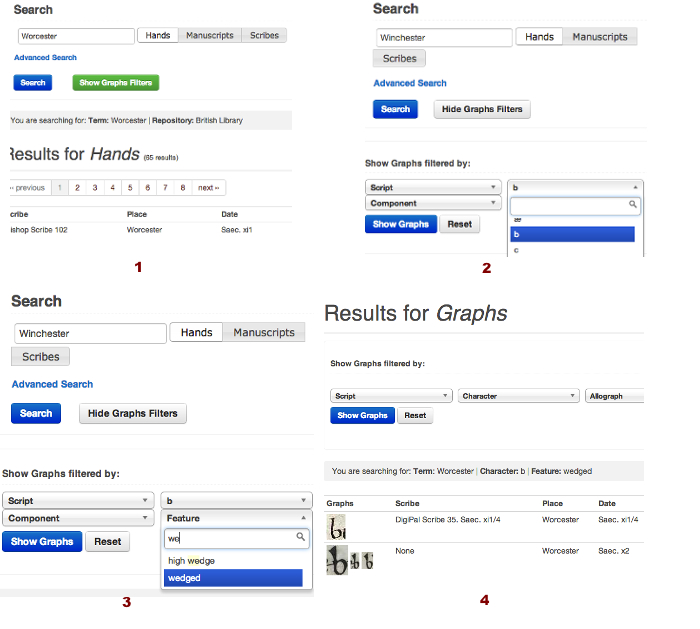 Search
Worcester Hands Manuscripts Scribes
Advanced Search
Search Show Graphs Filters
You are searching for: Term: Worcester | Repository: British Library
Results for Hands (65 results)
‹‹ previous 1 2 3 4 5 6 7 8 next ››
cribe Place Date
ishop Scribe 102 Worcester Saec. xi1
1
Search
Winchester Hands Manuscripts
Scribes
Advanced Search
Search Hide Graphs Filters
Show Graphs filtered by:
Script b
Component
Show Graphs Reset
b
c
2
Search
Winchester Hands Manuscripts
Scribes
Advanced Search
Search Hide Graphs Filters
Show Graphs filtered by:
Script b
Component Feature
Show Graphs Reset we
high wedge
wedged
3
Results for Graphs
Show Graphs filtered by:
Script Character Allograph
Show Graphs Reset
You are searching for: Term: Worcester | Character: b | Feature: wedged
Graphs Scribe Place Date
DigiPal Scribe 35. Saec. xi1/4 Worcester Saec. xi1/4
None Worcester Saec. x2
4